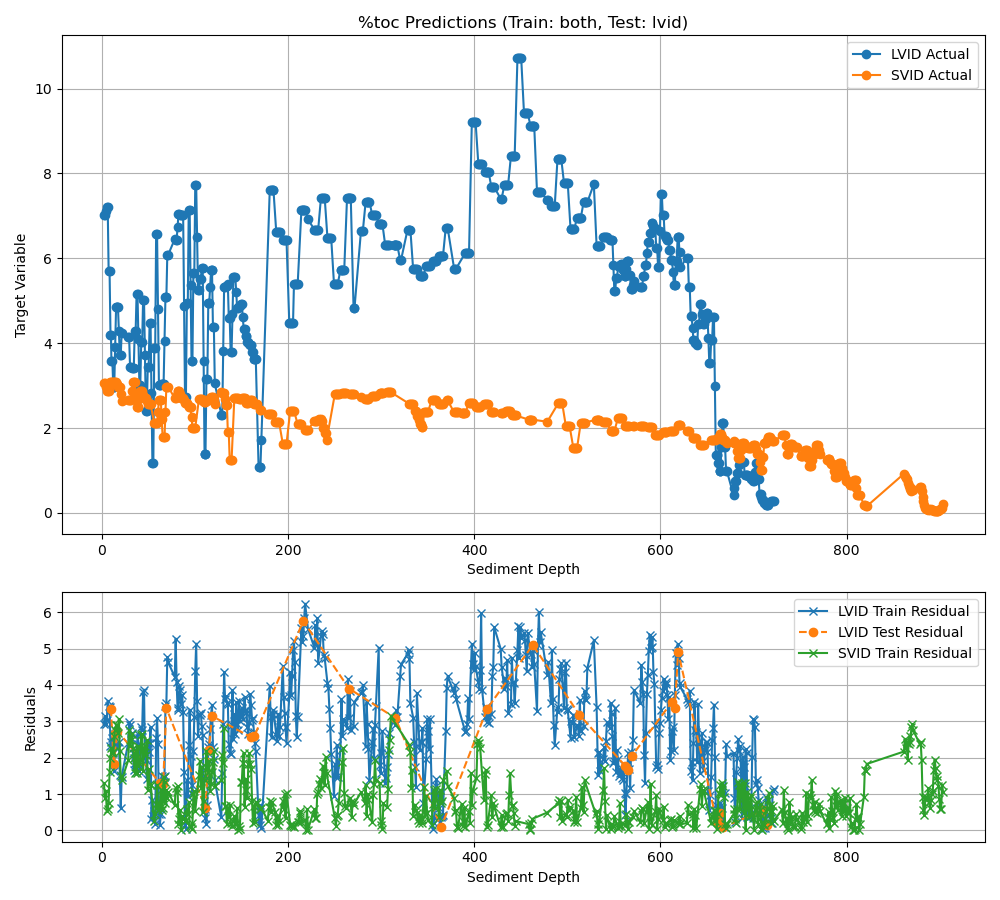 %toc Predictions (Train: both, Test: lvid)
LVID Actual
SVID Actual
Target Variable
10
8
6
4
2
0
0 200 400 600 800
Sediment Depth
LVID Train Residual
LVID Test Residual
SVID Train Residual
Residuals
6
5
4
3
2
1
0
0 200 400 600 800
Sediment Depth